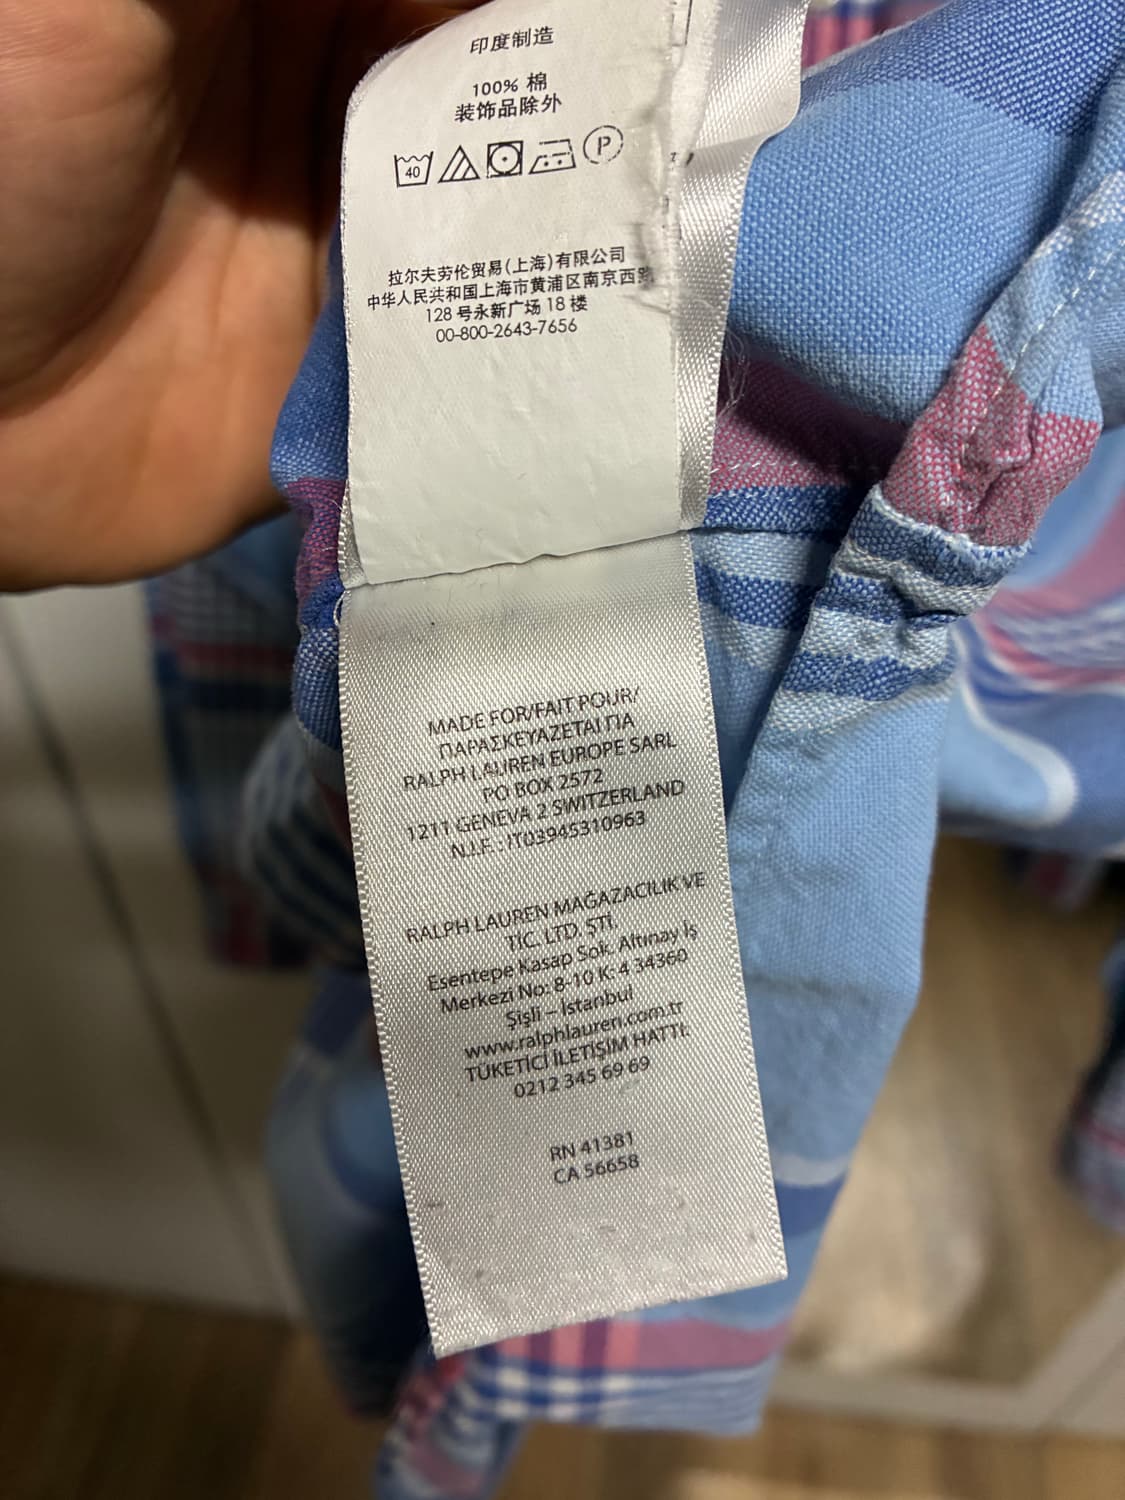 印度制造
100% 棉
装饰品除外
40
P
拉尔夫劳伦贸易(上海)有限公司
中华人民共和国上海市黄浦区南京西路
128 号永新广场 18 楼
00-800-2643-7656
MADE FOR/FAIT POUR/
ΠΑΡΑΣΚΕΥΑΖΕΤΑΙ ΓΙΑ
RALPH LAUREN EUROPE SARL
PO BOX 2572
1211 GENEVA 2 SWITZERLAND
N.I.F. : IT03945310963
RALPH LAUREN MAĞAZACILIK VE
TİC. LTD. ŞTİ.
Esentepe Kasap Sok. Altınay İş
Merkezi No: 8-10 K: 4 34360
Şişli – İstanbul
www.ralphlauren.com.tr
TÜKETİCİ İLETİŞİM HATTI:
0212 345 69 69
RN 41381
CA 56658